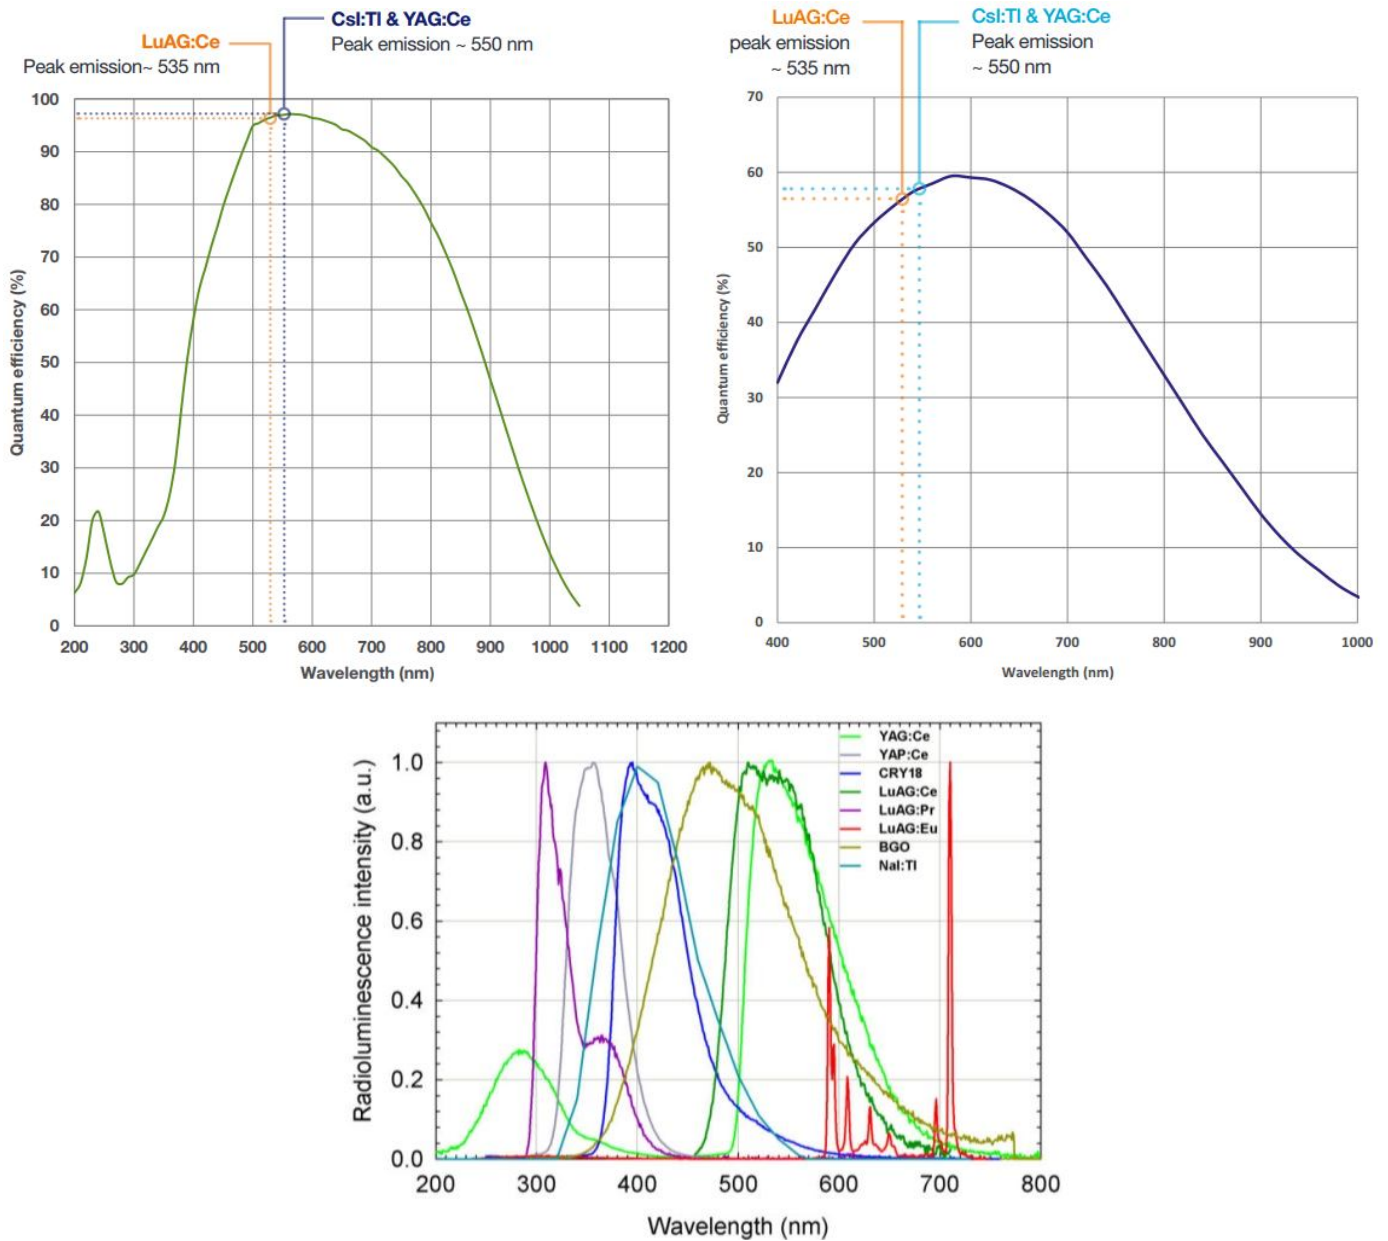 CsI:Tl & YAG:Ce
Peak emission ~ 550 nm
LuAG:Ce
Peak emission~ 535 nm
100
90
80
70
60
50
40
30
20
10
0
Quantum efficiency (%)
200 300 400 500 600 700 800 900 1000 1100 1200
Wavelength (nm)
LuAG:Ce
peak emission
~ 535 nm
CsI:Tl & YAG:Ce
Peak emission
~ 550 nm
70
60
50
40
30
20
10
0
Quantum efficiency (%)
400 500 600 700 800 900 1000
Wavelength (nm)
YAG:Ce
YAP:Ce
CRY18
LuAG:Ce
LuAG:Pr
LuAG:Eu
BGO
NaI:Tl
1.0
0.8
0.6
0.4
0.2
0.0
Radioluminescence intensity (a.u.)
200 300 400 500 600 700 800
Wavelength (nm)